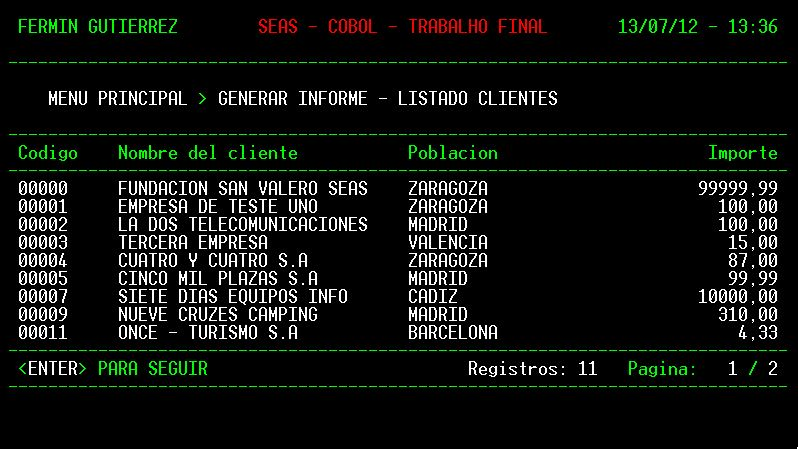 FERMIN GUTIERREZ SEAS - COBOL - TRABALHO FINAL 13/07/12 - 13:36
MENU PRINCIPAL > GENERAR INFORME - LISTADO CLIENTES
Codigo Nombre del cliente Poblacion Importe
00000 FUNDACION SAN VALERO SEAS ZARAGOZA 99999,99
00001 EMPRESA DE TESTE UNO ZARAGOZA 100,00
00002 LA DOS TELECOMUNICACIONES MADRID 100,00
00003 TERCERA EMPRESA VALENCIA 15,00
00004 CUATRO Y CUATRO S.A ZARAGOZA 87,00
00005 CINCO MIL PLAZAS S.A MADRID 99,99
00007 SIETE DIAS EQUIPOS INFO CADIZ 10000,00
00009 NUEVE CRUZES CAMPING MADRID 310,00
00011 ONCE - TURISMO S.A BARCELONA 4,33
<ENTER> PARA SEGUIR Registros: 11 Pagina: 1 / 2